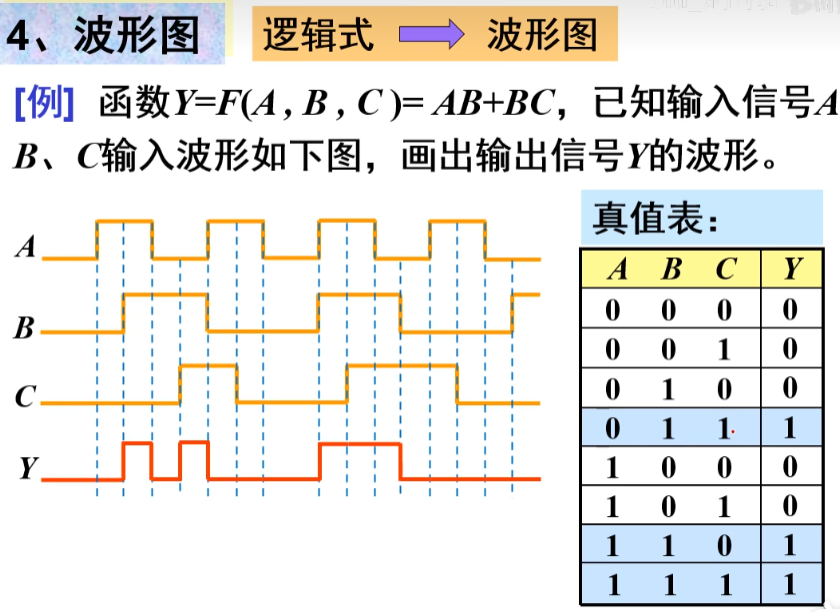 4、波形图 逻辑式 波形图
[例] 函数Y=F(A , B , C )= AB+BC，已知输入信号A
B、C输入波形如下图，画出输出信号Y的波形。
真值表：
A
B
C
Y
A B C Y
0 0 0 0
0 0 1 0
0 1 0 0
0 1 1 1
1 0 0 0
1 0 1 0
1 1 0 1
1 1 1 1